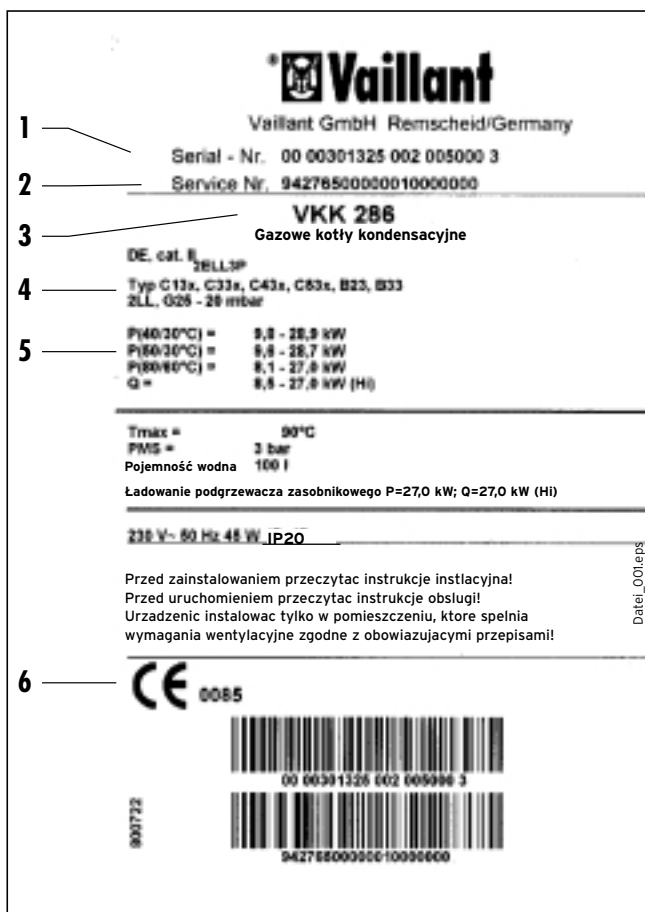 Vaillant
Vaillant GmbH Remscheid/Germany
1
Serial - Nr. 00 00301325 002 005000 3
2
Service Nr. 94276500000010000000
3
VKK 286
Gazowe kotły kondensacyjne
DE, cat. II 2ELL3P
4
Typ C13x, C33x, C43x, C53x, B23, B33
2LL, G25 - 20 mbar
5
P(40/30°C) = 9,8 - 28,9 kW
P(50/30°C) = 9,6 - 28,7 kW
P(80/60°C) = 8,1 - 27,0 kW
Q = 8,5 - 27,0 kW (Hi)
Tmax = 90°C
PMS = 3 bar
Pojemność wodna 100 l
Ładowanie podgrzewacza zasobnikowego P=27,0 kW; Q=27,0 kW (Hi)
230 V~ 50 Hz 45 W IP20
Datei_001.eps
Przed zainstalowaniem przeczytac instrukcje instlacyjna!
Przed uruchomieniem przeczytac instrukcje obslugi!
Urzadzenic instalowac tylko w pomieszczeniu, ktore spelnia
wymagania wentylacyjne zgodne z obowiazujacymi przepisami!
6
CE 0085
00 00301325 002 005000 3
800722
94276500000010000000